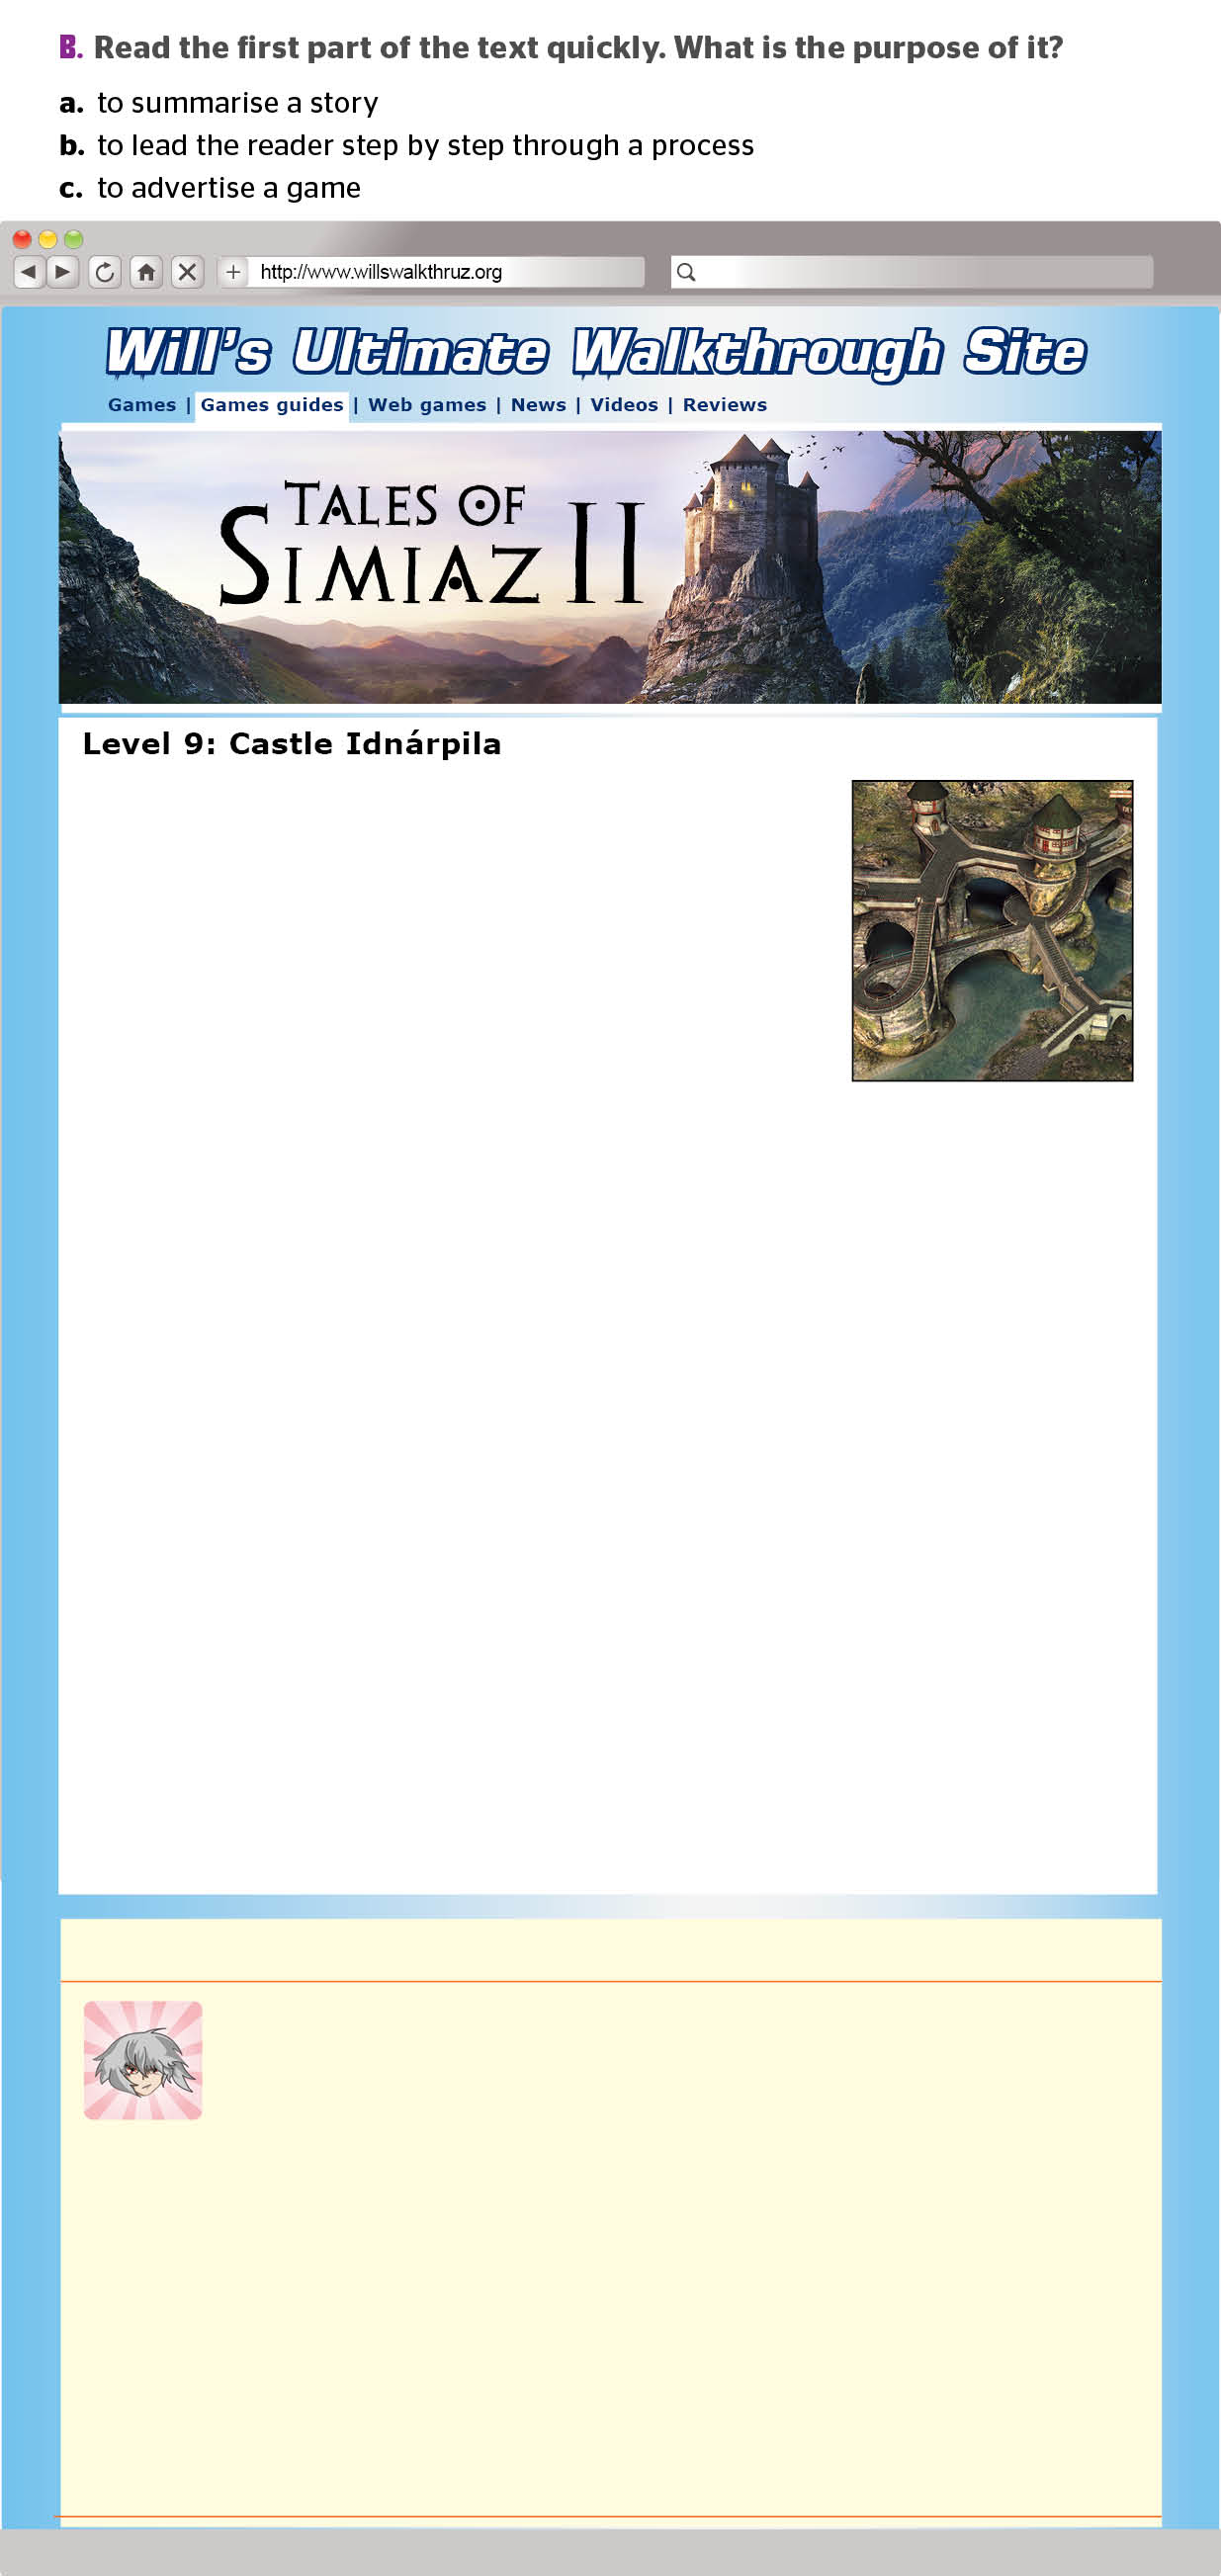 B. Read the first part of the text quickly. What is the purpose of it?
a. to summarise a story
b. to lead the reader step by step through a process
c. to advertise a game
http://www.willswalkthruz.org
Will's Ultimate Walkthrough Site
Games | Games guides | Web games | News | Videos | Reviews
TALES OF
SIMIAZ II
Level 9: Castle Idnárpila